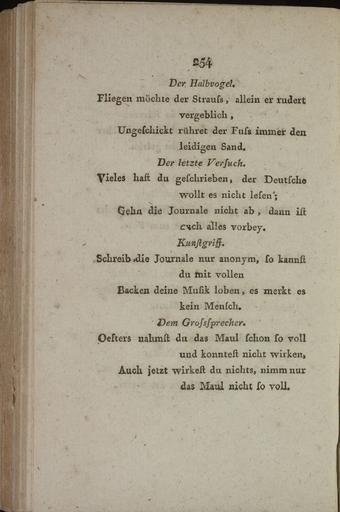 254
Der Halbvogel.
Fliegen möchte der Strauſs, allein er rudert
vergeblich,
Ungeſchickt rühret der Fuſs immer den
leidigen Sand.
Der letzte Verſuch.
Vieles haſt du geſchrieben, der Deutſche
wollt es nicht leſen;
Gehn die Journale nicht ab, dann iſt
auch alles vorbey.
Kunſtgriff.
Schreib die Journale nur anonym, ſo kannſt
du mit vollen
Backen deine Muſik loben, es merkt es
kein Menſch.
Dem Groſsſprecher.
Oefters nahmſt du das Maul ſchon ſo voll
und konnteſt nicht wirken,
Auch jetzt wirkeſt du nichts, nimm nur
das Maul nicht ſo voll.